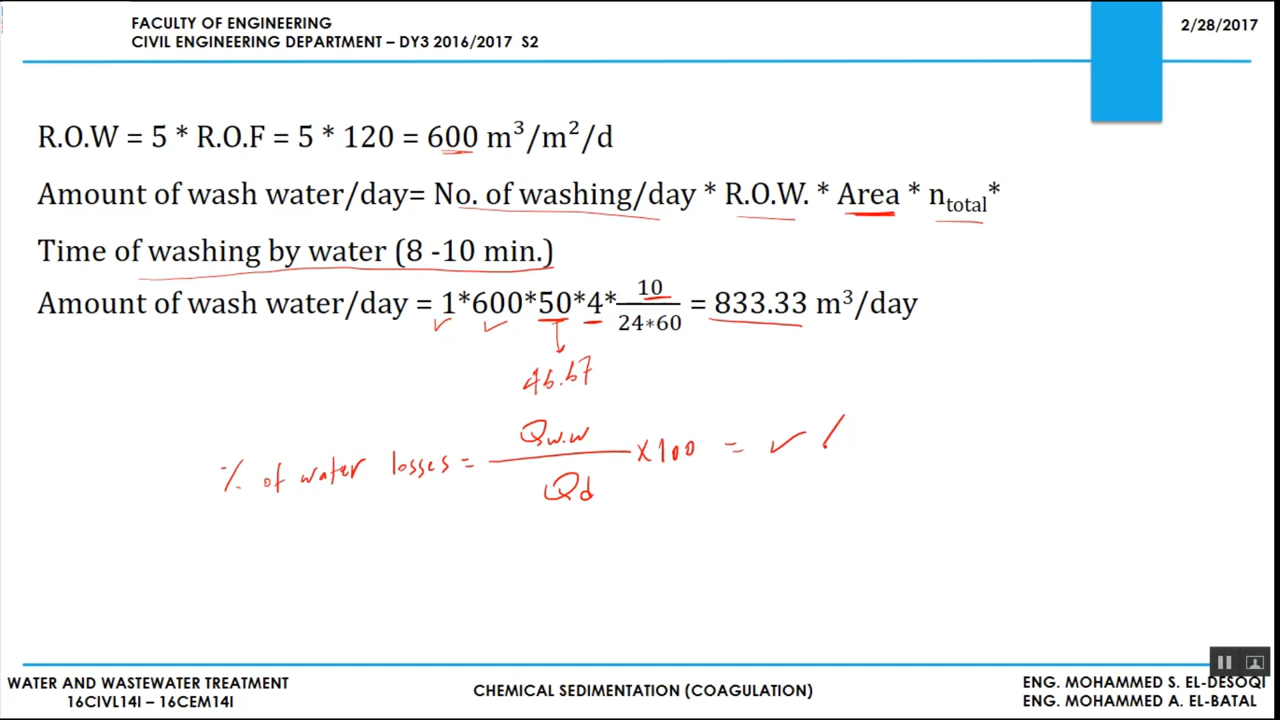 FACULTY OF ENGINEERING
CIVIL ENGINEERING DEPARTMENT – DY3 2016/2017 S2
2/28/2017
R.O.W = 5 * R.O.F = 5 * 120 = 600 m³/m²/d
Amount of wash water/day= No. of washing/day * R.O.W. * Area * n_total*
Time of washing by water (8 -10 min.)
Amount of wash water/day = 1*600*50*4* 10/24*60 = 833.33 m³/day
46.67
% of water losses = Qw.w/Qd × 100 = ✓
WATER AND WASTEWATER TREATMENT
16CIVL14I – 16CEM14I
CHEMICAL SEDIMENTATION (COAGULATION)
ENG. MOHAMMED S. EL-DESOQI
ENG. MOHAMMED A. EL-BATAL